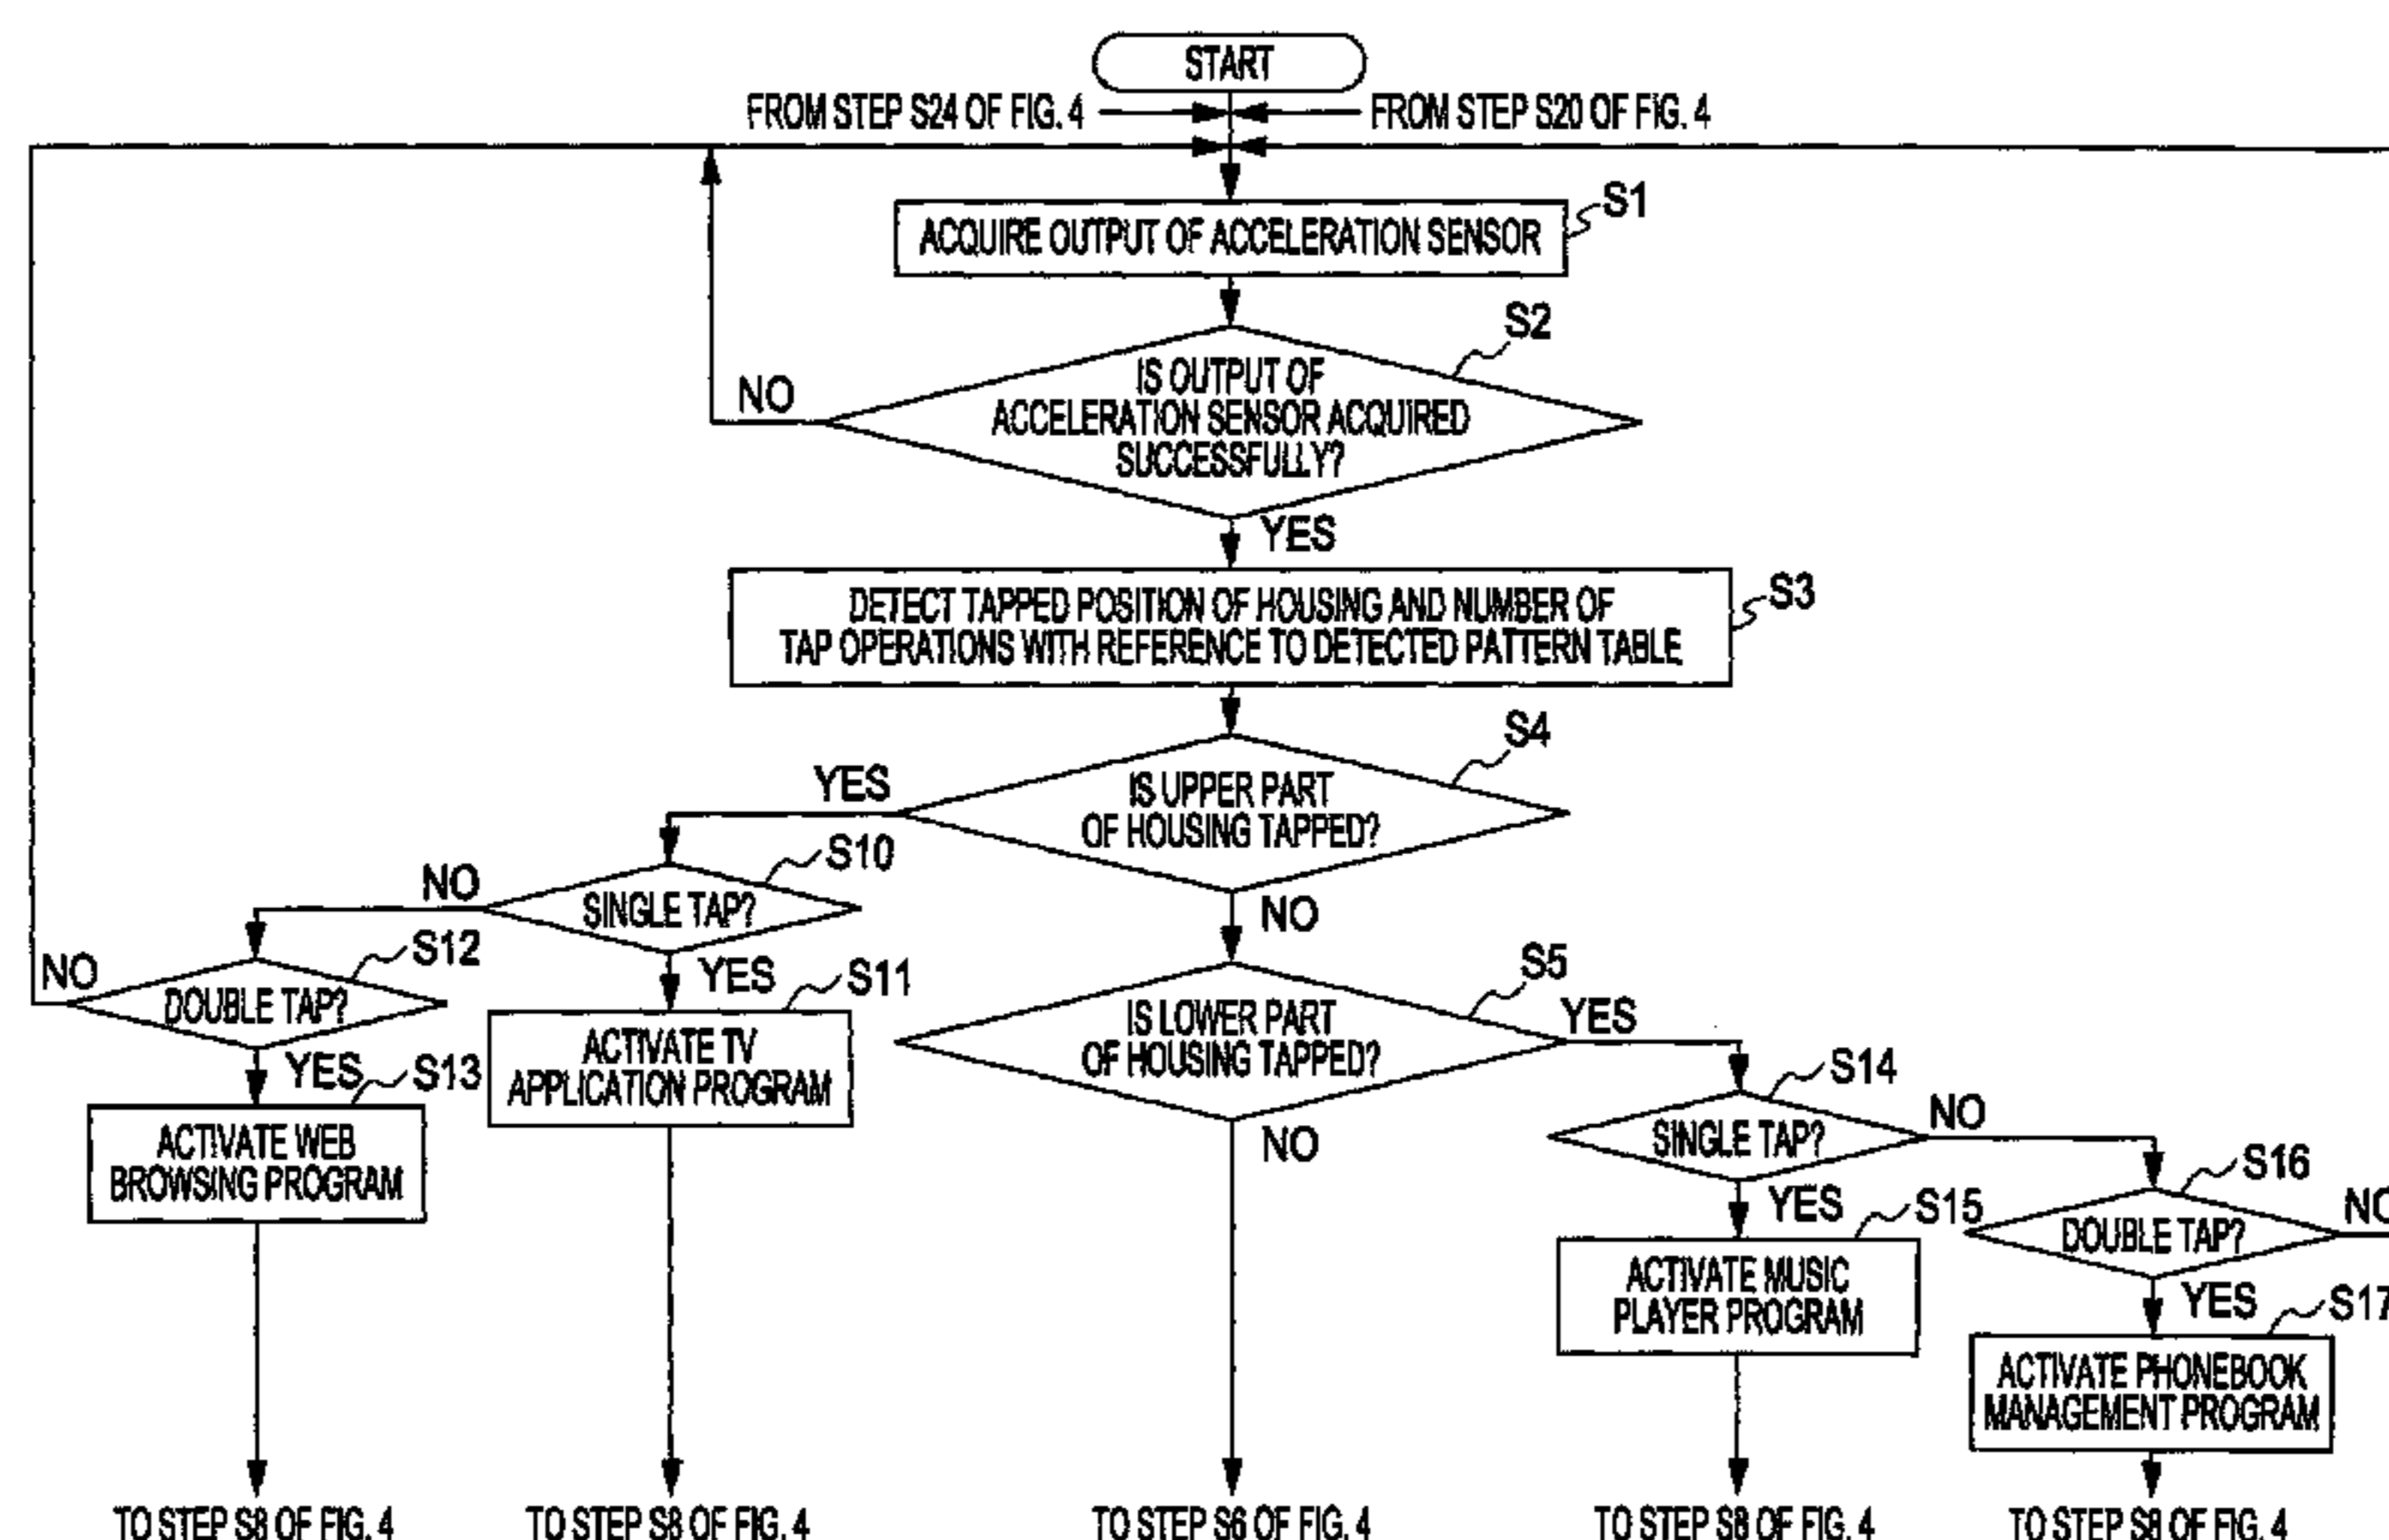 START
FROM STEP S24 OF FIG. 4
FROM STEP S20 OF FIG. 4
ACQUIRE OUTPUT OF ACCELERATION SENSOR
S1
S2
IS OUTPUT OF
ACCELERATION SENSOR ACQUIRED
SUCCESSFULLY?
NO
YES
DETECT TAPPED POSITION OF HOUSING AND NUMBER OF
TAP OPERATIONS WITH REFERENCE TO DETECTED PATTERN TABLE
S3
S4
IS UPPER PART
OF HOUSING TAPPED?
YES
NO
S10
SINGLE TAP?
NO
YES
S12
DOUBLE TAP?
NO
YES
S13
ACTIVATE WEB
BROWSING PROGRAM
S11
ACTIVATE TV
APPLICATION PROGRAM
S5
IS LOWER PART
OF HOUSING TAPPED?
YES
NO
S14
SINGLE TAP?
NO
YES
S15
ACTIVATE MUSIC
PLAYER PROGRAM
S16
DOUBLE TAP?
NO
YES
S17
ACTIVATE PHONEBOOK
MANAGEMENT PROGRAM
TO STEP S8 OF FIG. 4
TO STEP S8 OF FIG. 4
TO STEP S6 OF FIG. 4
TO STEP S8 OF FIG. 4
TO STEP S8 OF FIG. 4